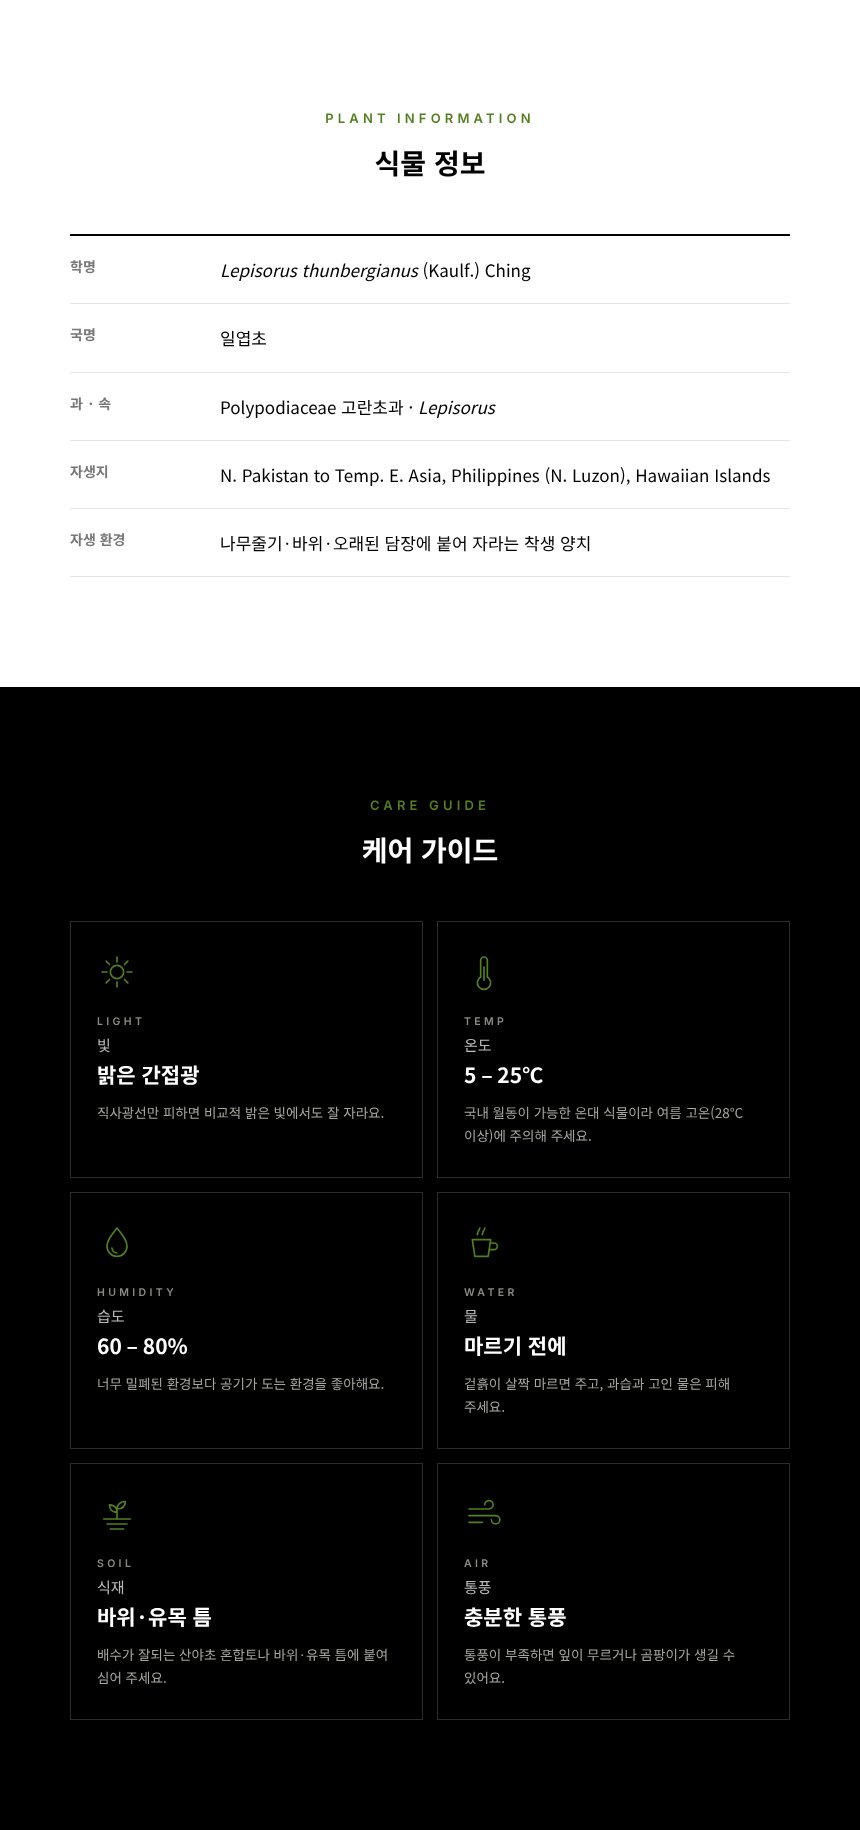 PLANT INFORMATION
식물 정보
학명
Lepisorus thunbergianus (Kaulf.) Ching
국명
일엽초
과 · 속
Polypodiaceae 고란초과 · Lepisorus
자생지
N. Pakistan to Temp. E. Asia, Philippines (N. Luzon), Hawaiian Islands
자생 환경
나무줄기·바위·오래된 담장에 붙어 자라는 착생 양치
CARE GUIDE
케어 가이드
LIGHT
빛
밝은 간접광
직사광선만 피하면 비교적 밝은 빛에서도 잘 자라요.
TEMP
온도
5 – 25℃
국내 월동이 가능한 온대 식물이라 여름 고온(28℃
이상)에 주의해 주세요.
HUMIDITY
습도
60 – 80%
너무 밀폐된 환경보다 공기가 도는 환경을 좋아해요.
WATER
물
마르기 전에
겉흙이 살짝 마르면 주고, 과습과 고인 물은 피해
주세요.
SOIL
식재
바위·유목 틈
배수가 잘되는 산야초 혼합토나 바위·유목 틈에 붙여
심어 주세요.
AIR
통풍
충분한 통풍
통풍이 부족하면 잎이 무르거나 곰팡이가 생길 수
있어요.